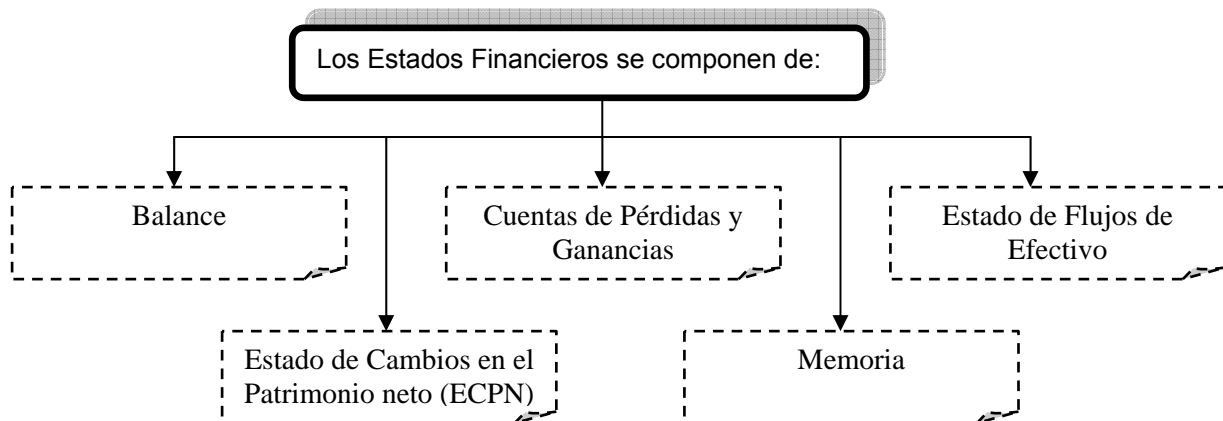 Los Estados Financieros se componen de:
Balance
Cuentas de Pérdidas y
Ganancias
Estado de Flujos de
Efectivo
Estado de Cambios en el
Patrimonio neto (ECPN)
Memoria